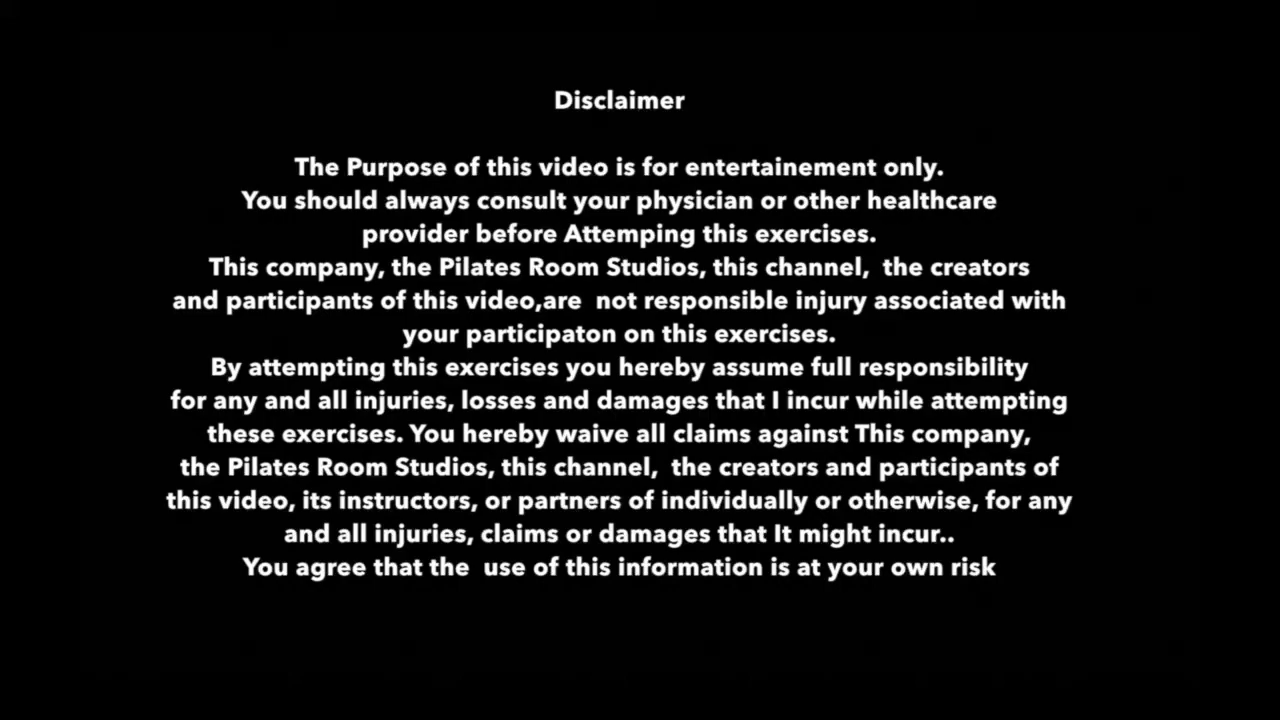 Disclaimer
The Purpose of this video is for entertainement only.
You should always consult your physician or other healthcare
provider before Attemping this exercises.
This company, the Pilates Room Studios, this channel,  the creators
and participants of this video,are  not responsible injury associated with
your participaton on this exercises.
By attempting this exercises you hereby assume full responsibility
for any and all injuries, losses and damages that I incur while attempting
these exercises. You hereby waive all claims against This company,
the Pilates Room Studios, this channel,  the creators and participants of
this video, its instructors, or partners of individually or otherwise, for any
and all injuries, claims or damages that It might incur..
You agree that the  use of this information is at your own risk